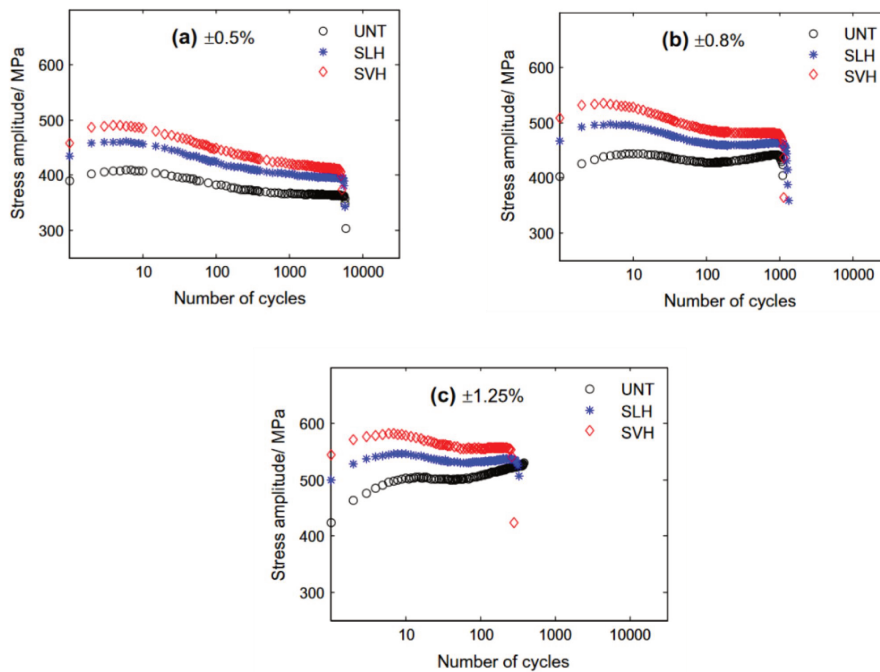 (a) ±0.5%
UNT
SLH
SVH
600
500
400
300
10
100
1000
10000
Stress amplitude/ MPa
Number of cycles
(b) ±0.8%
UNT
SLH
SVH
600
500
400
300
10
100
1000
10000
Stress amplitude/ MPa
Number of cycles
(c) ±1.25%
UNT
SLH
SVH
600
500
400
300
10
100
1000
10000
Stress amplitude/ MPa
Number of cycles